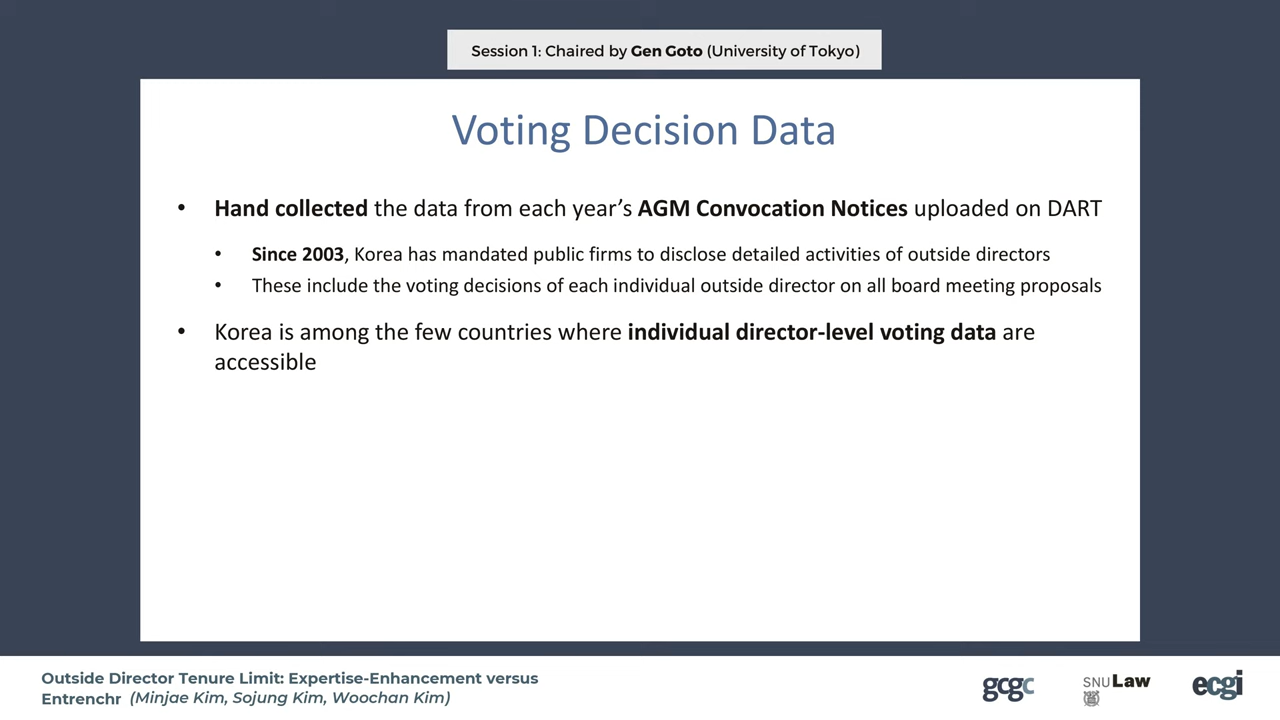 Session 1: Chaired by Gen Goto (University of Tokyo)
Voting Decision Data
• Hand collected the data from each year’s AGM Convocation Notices uploaded on DART
• Since 2003, Korea has mandated public firms to disclose detailed activities of outside directors
• These include the voting decisions of each individual outside director on all board meeting proposals
• Korea is among the few countries where individual director-level voting data are
accessible
Outside Director Tenure Limit: Expertise-Enhancement versus
Entrenchr (Minjae Kim, Sojung Kim, Woochan Kim)
gcgc
SNU Law
ecgi